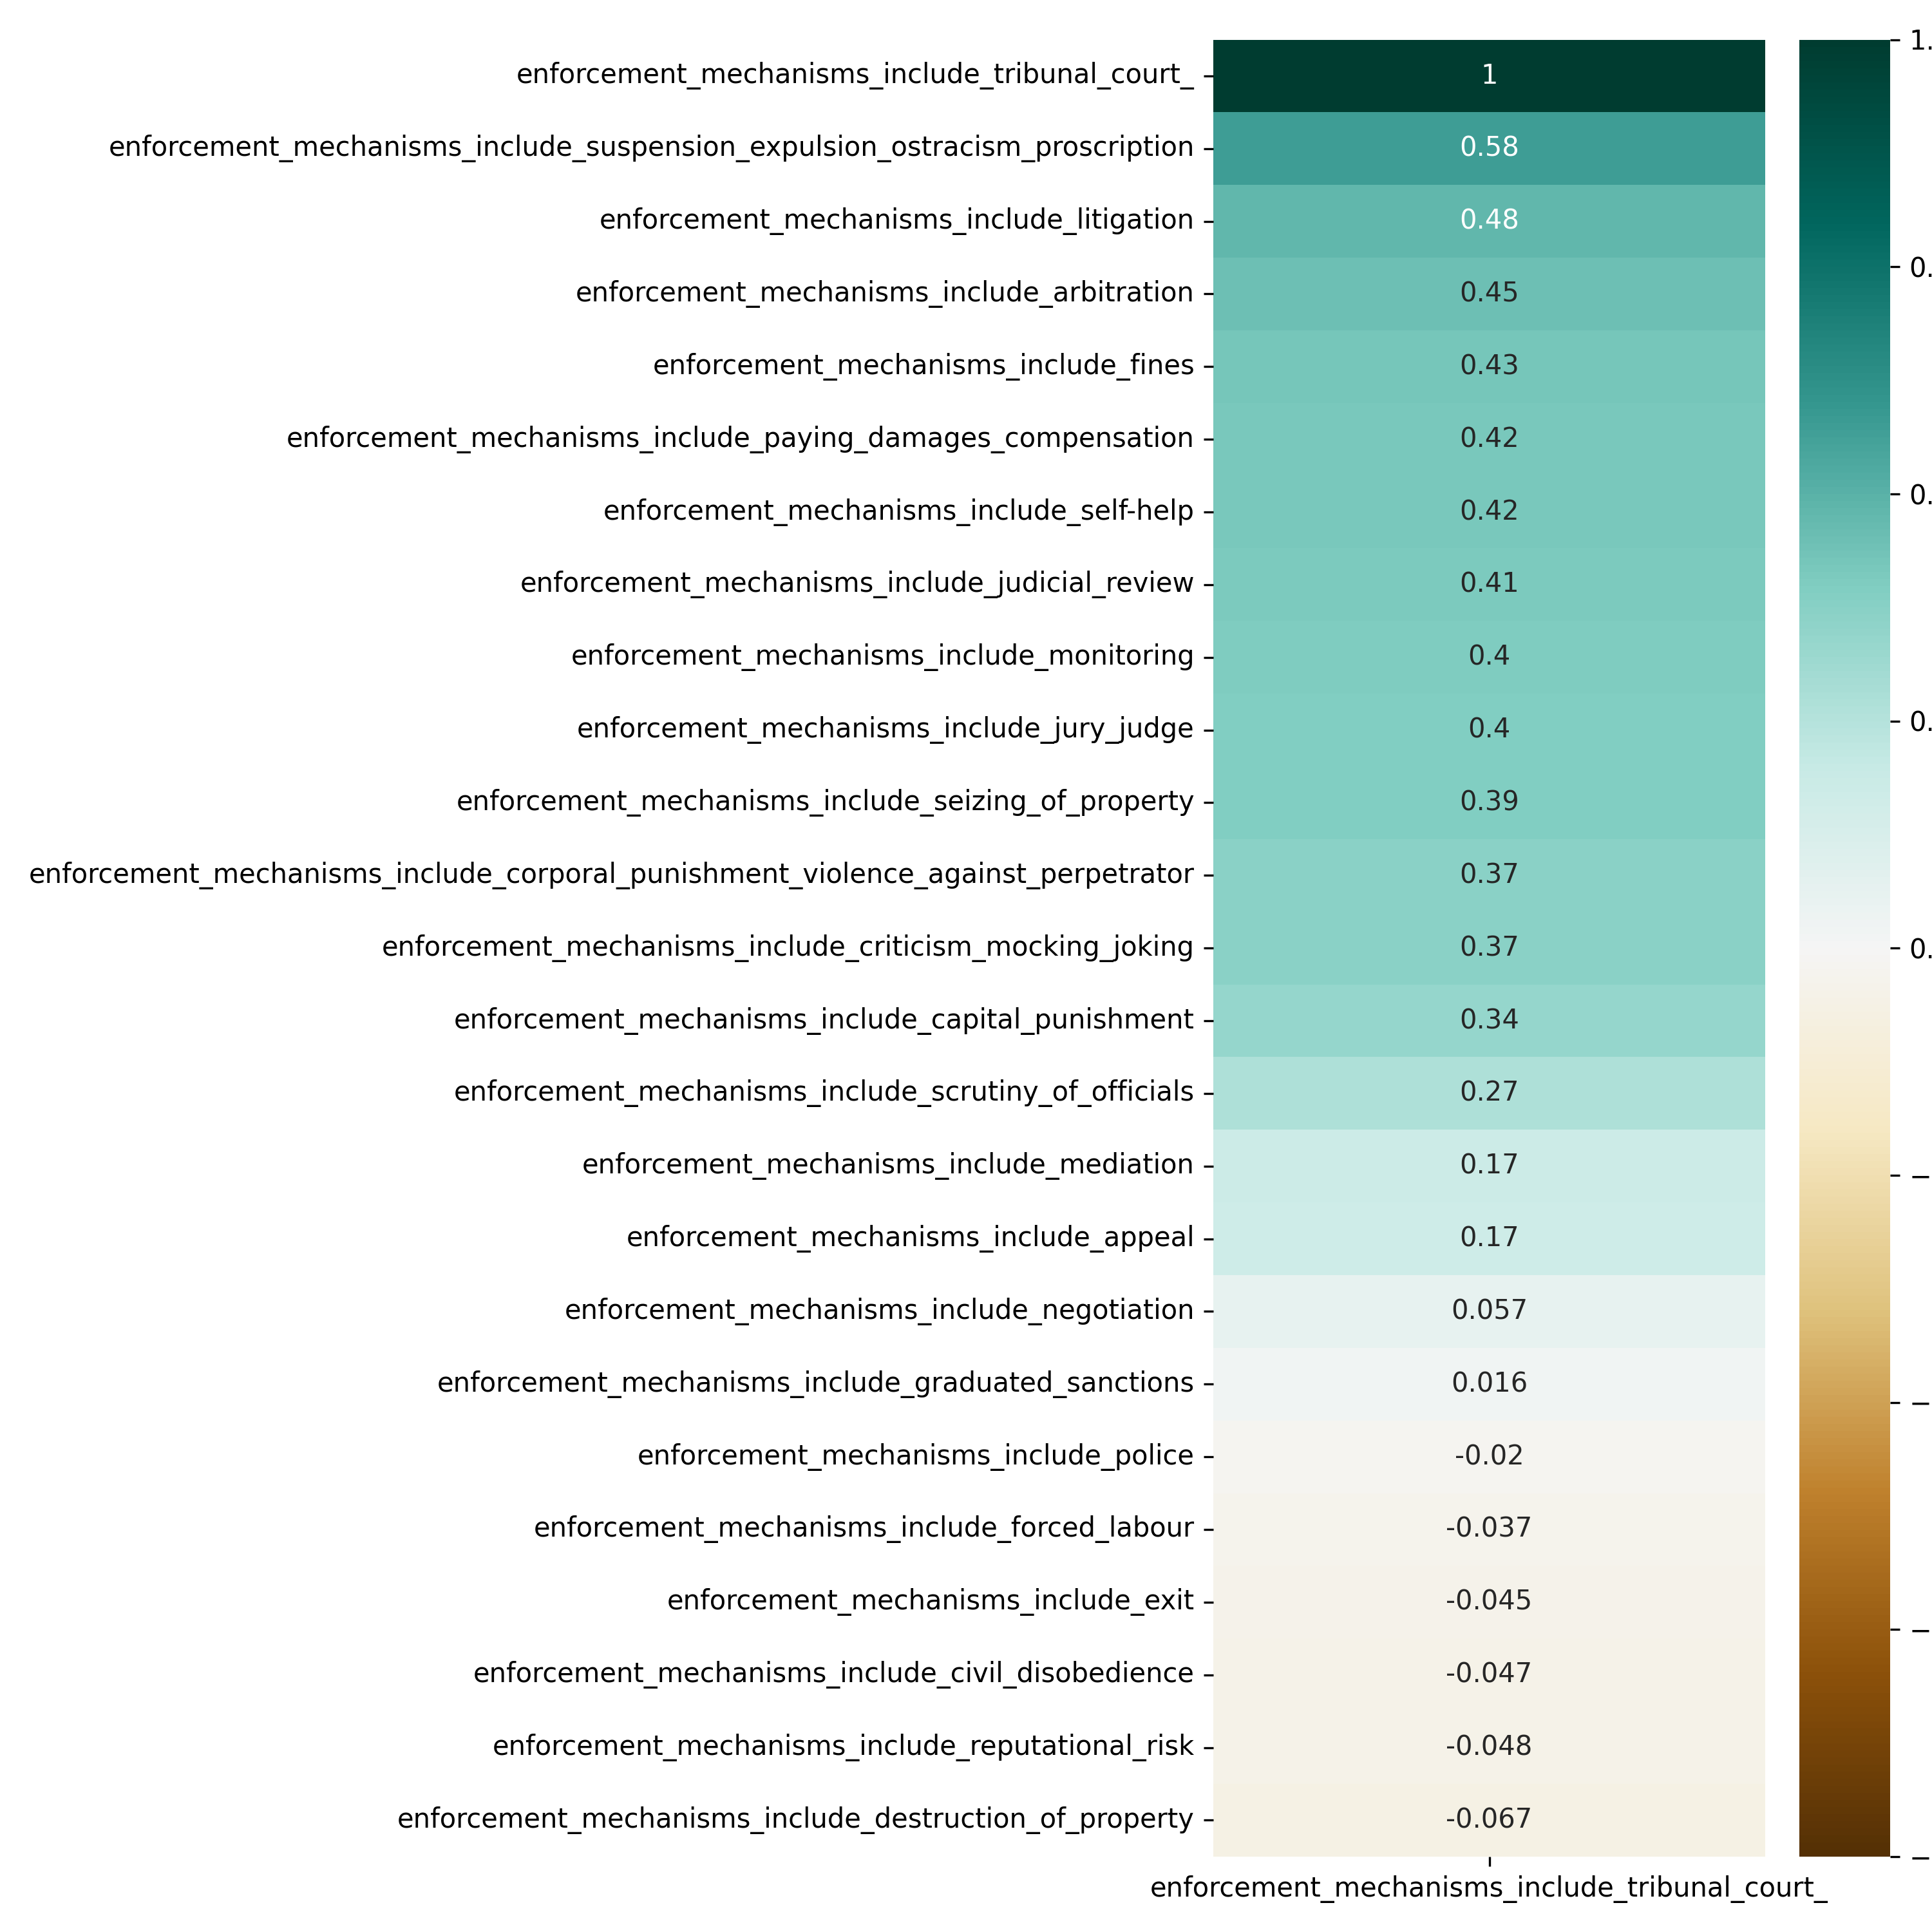 enforcement_mechanisms_include_tribunal_court_ 1
enforcement_mechanisms_include_suspension_expulsion_ostracism_proscription 0.58
enforcement_mechanisms_include_litigation 0.48
enforcement_mechanisms_include_arbitration 0.45
enforcement_mechanisms_include_fines 0.43
enforcement_mechanisms_include_paying_damages_compensation 0.42
enforcement_mechanisms_include_self-help 0.42
enforcement_mechanisms_include_judicial_review 0.41
enforcement_mechanisms_include_monitoring 0.4
enforcement_mechanisms_include_jury_judge 0.4
enforcement_mechanisms_include_seizing_of_property 0.39
enforcement_mechanisms_include_corporal_punishment_violence_against_perpetrator 0.37
enforcement_mechanisms_include_criticism_mocking_joking 0.37
enforcement_mechanisms_include_capital_punishment 0.34
enforcement_mechanisms_include_scrutiny_of_officials 0.27
enforcement_mechanisms_include_mediation 0.17
enforcement_mechanisms_include_appeal 0.17
enforcement_mechanisms_include_negotiation 0.057
enforcement_mechanisms_include_graduated_sanctions 0.016
enforcement_mechanisms_include_police -0.02
enforcement_mechanisms_include_forced_labour -0.037
enforcement_mechanisms_include_exit -0.045
enforcement_mechanisms_include_civil_disobedience -0.047
enforcement_mechanisms_include_reputational_risk -0.048
enforcement_mechanisms_include_destruction_of_property -0.067
enforcement_mechanisms_include_tribunal_court_